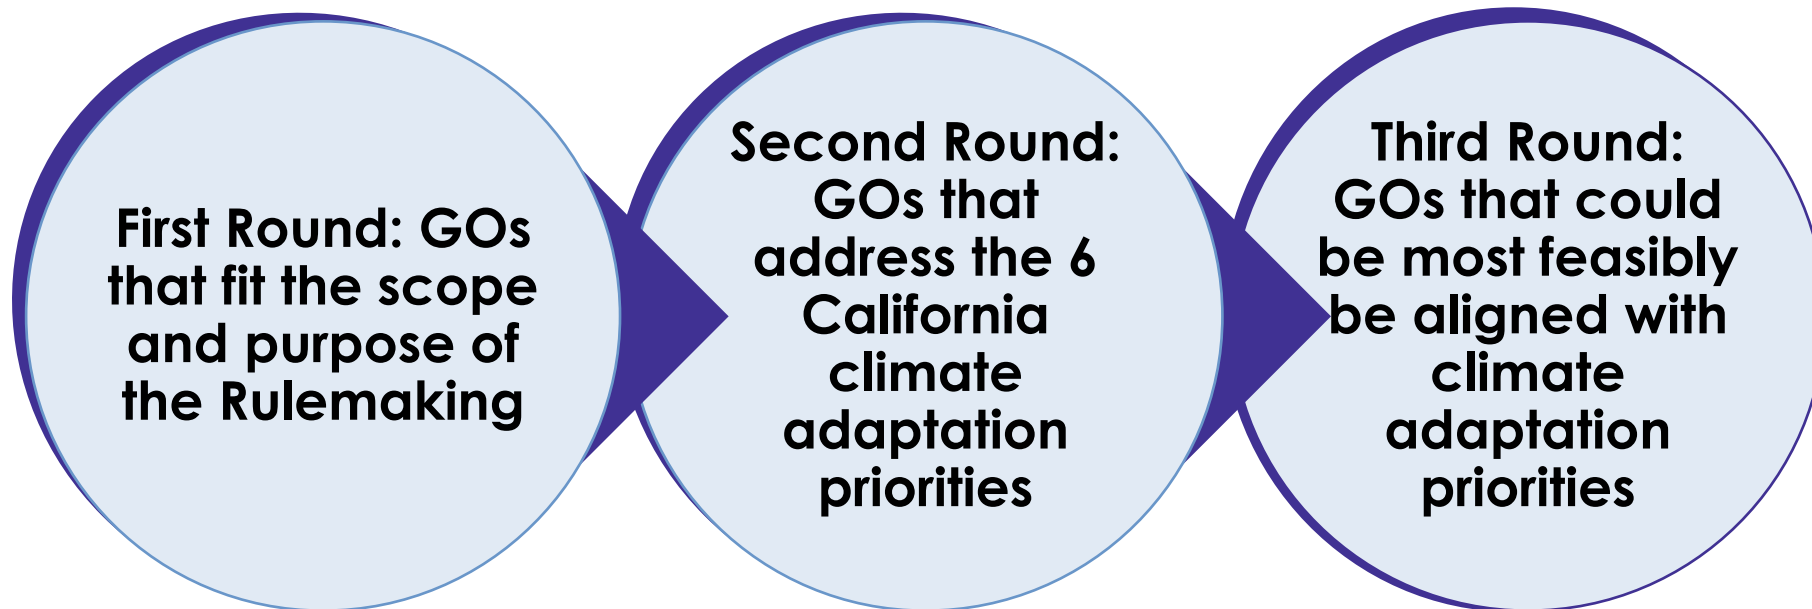 First Round: GOs
that fit the scope
and purpose of
the Rulemaking
Second Round:
GOs that
address the 6
California
climate
adaptation
priorities
Third Round:
GOs that could
be most feasibly
be aligned with
climate
adaptation
priorities